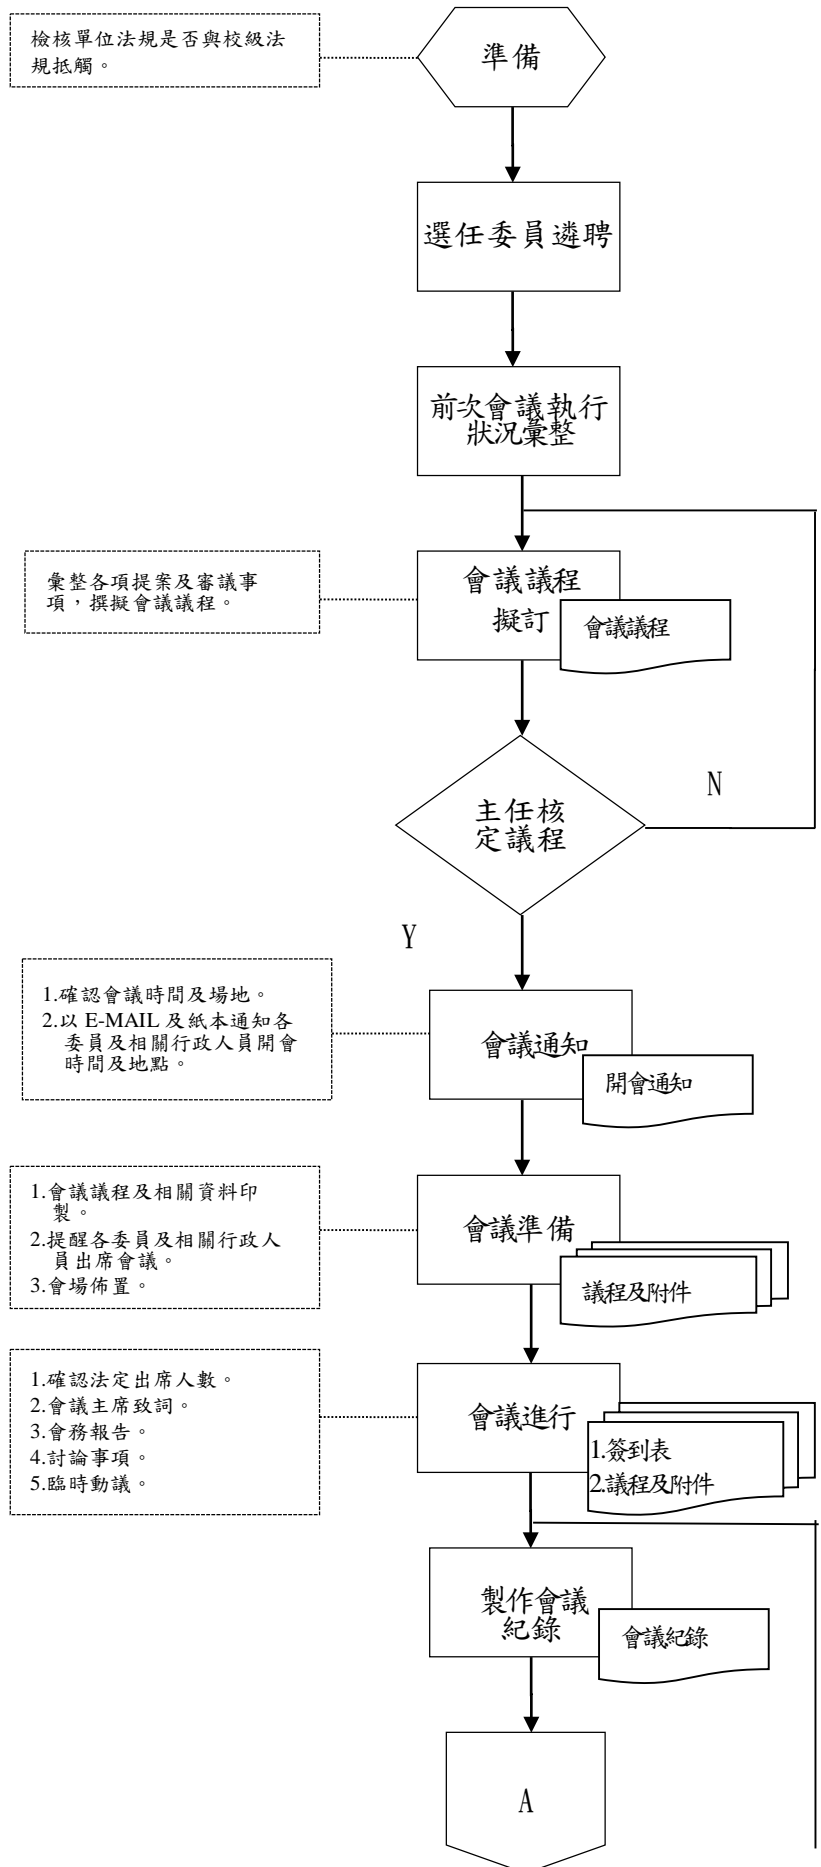 檢核單位法規是否與校級法
規抵觸。
準備
選任委員遴聘
前次會議執行
狀況彙整
彙整各項提案及審議事
項，撰擬會議議程。
會議議程
擬訂
會議議程
主任核
定議程
N
Y
1.確認會議時間及場地。
2.以 E-MAIL 及紙本通知各
委員及相關行政人員開會
時間及地點。
會議通知
開會通知
1.會議議程及相關資料印
製。
2.提醒各委員及相關行政人
員出席會議。
3.會場佈置。
會議準備
議程及附件
1.確認法定出席人數。
2.會議主席致詞。
3.會務報告。
4.討論事項。
5.臨時動議。
會議進行
1.簽到表
2.議程及附件
製作會議
紀錄
會議紀錄
A